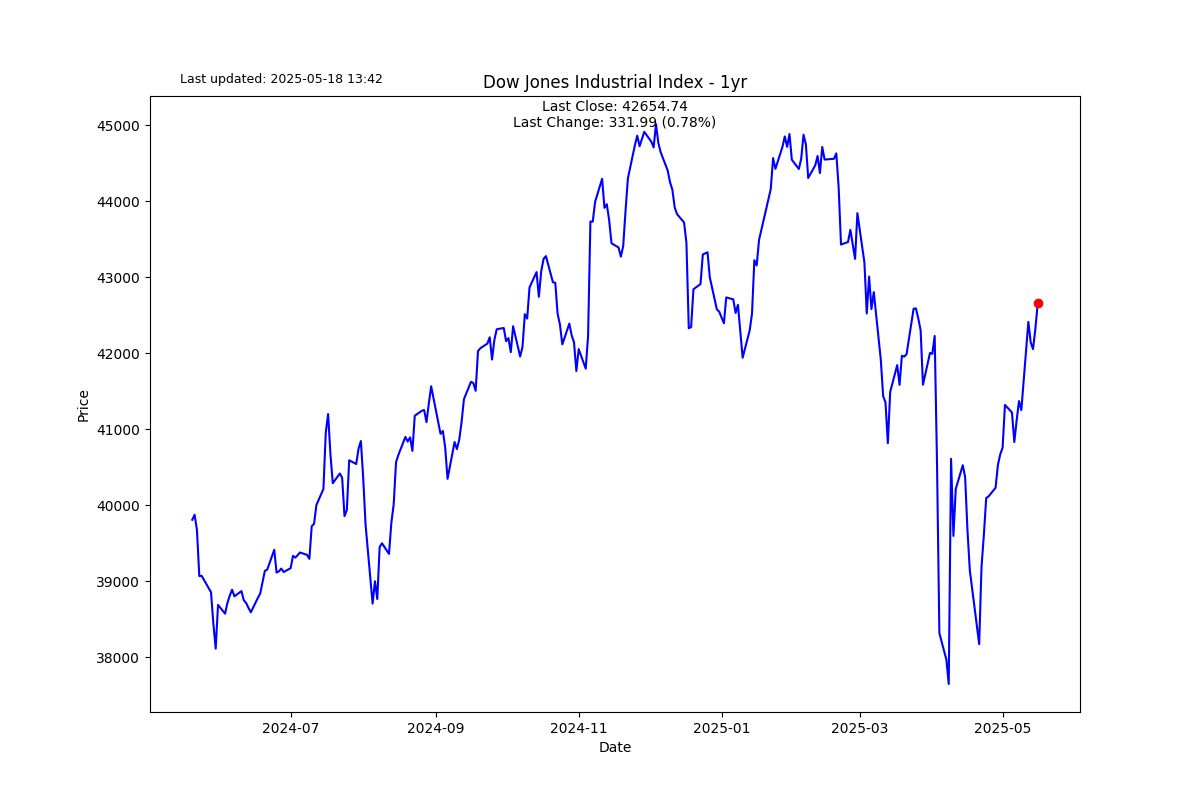 Last updated: 2025-05-18 13:42
Dow Jones Industrial Index - 1yr
Last Close: 42654.74
Last Change: 331.99 (0.78%)
45000
44000
43000
42000
41000
40000
39000
38000
Price
2024-07
2024-09
2024-11
2025-01
2025-03
2025-05
Date